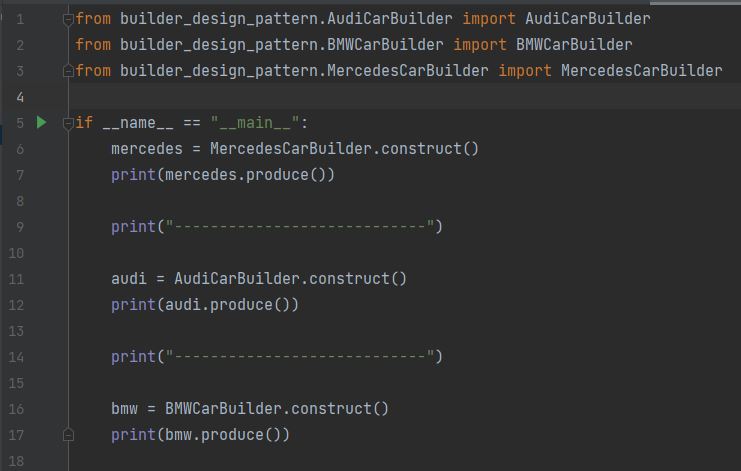 1 from builder_design_pattern.AudiCarBuilder import AudiCarBuilder
2 from builder_design_pattern.BMWCarBuilder import BMWCarBuilder
3 from builder_design_pattern.MercedesCarBuilder import MercedesCarBuilder
4
5 if __name__ == "__main__":
6     mercedes = MercedesCarBuilder.construct()
7     print(mercedes.produce())
8
9     print("----------------------------")
10
11     audi = AudiCarBuilder.construct()
12     print(audi.produce())
13
14     print("----------------------------")
15
16     bmw = BMWCarBuilder.construct()
17     print(bmw.produce())
18